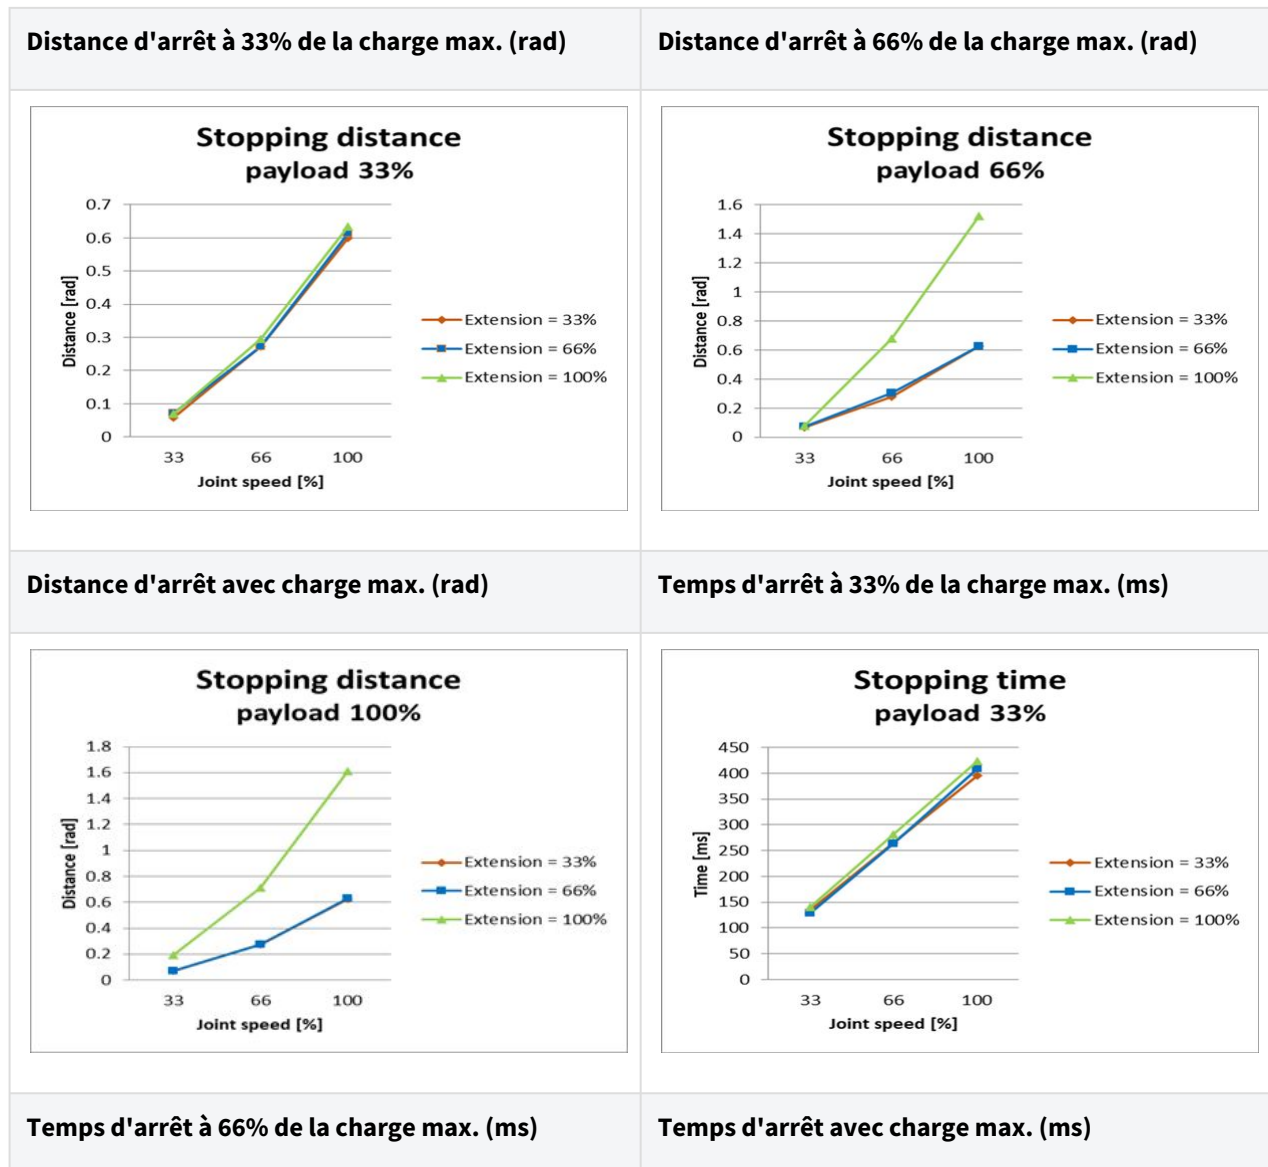 Distance d'arrêt à 33% de la charge max. (rad)
Distance d'arrêt à 66% de la charge max. (rad)
Stopping distance
payload 33%
0.7
0.6
0.5
0.4
0.3
0.2
0.1
0
Distance [rad]
33 66 100
Joint speed [%]
Extension = 33%
Extension = 66%
Extension = 100%
Stopping distance
payload 66%
1.6
1.4
1.2
1
0.8
0.6
0.4
0.2
0
Distance [rad]
33 66 100
Joint speed [%]
Extension = 33%
Extension = 66%
Extension = 100%
Distance d'arrêt avec charge max. (rad)
Temps d'arrêt à 33% de la charge max. (ms)
Stopping distance
payload 100%
1.8
1.6
1.4
1.2
1
0.8
0.6
0.4
0.2
0
Distance [rad]
33 66 100
Joint speed [%]
Extension = 33%
Extension = 66%
Extension = 100%
Stopping time
payload 33%
450
400
350
300
250
200
150
100
50
0
Time [ms]
33 66 100
Joint speed [%]
Extension = 33%
Extension = 66%
Extension = 100%
Temps d'arrêt à 66% de la charge max. (ms)
Temps d'arrêt avec charge max. (ms)